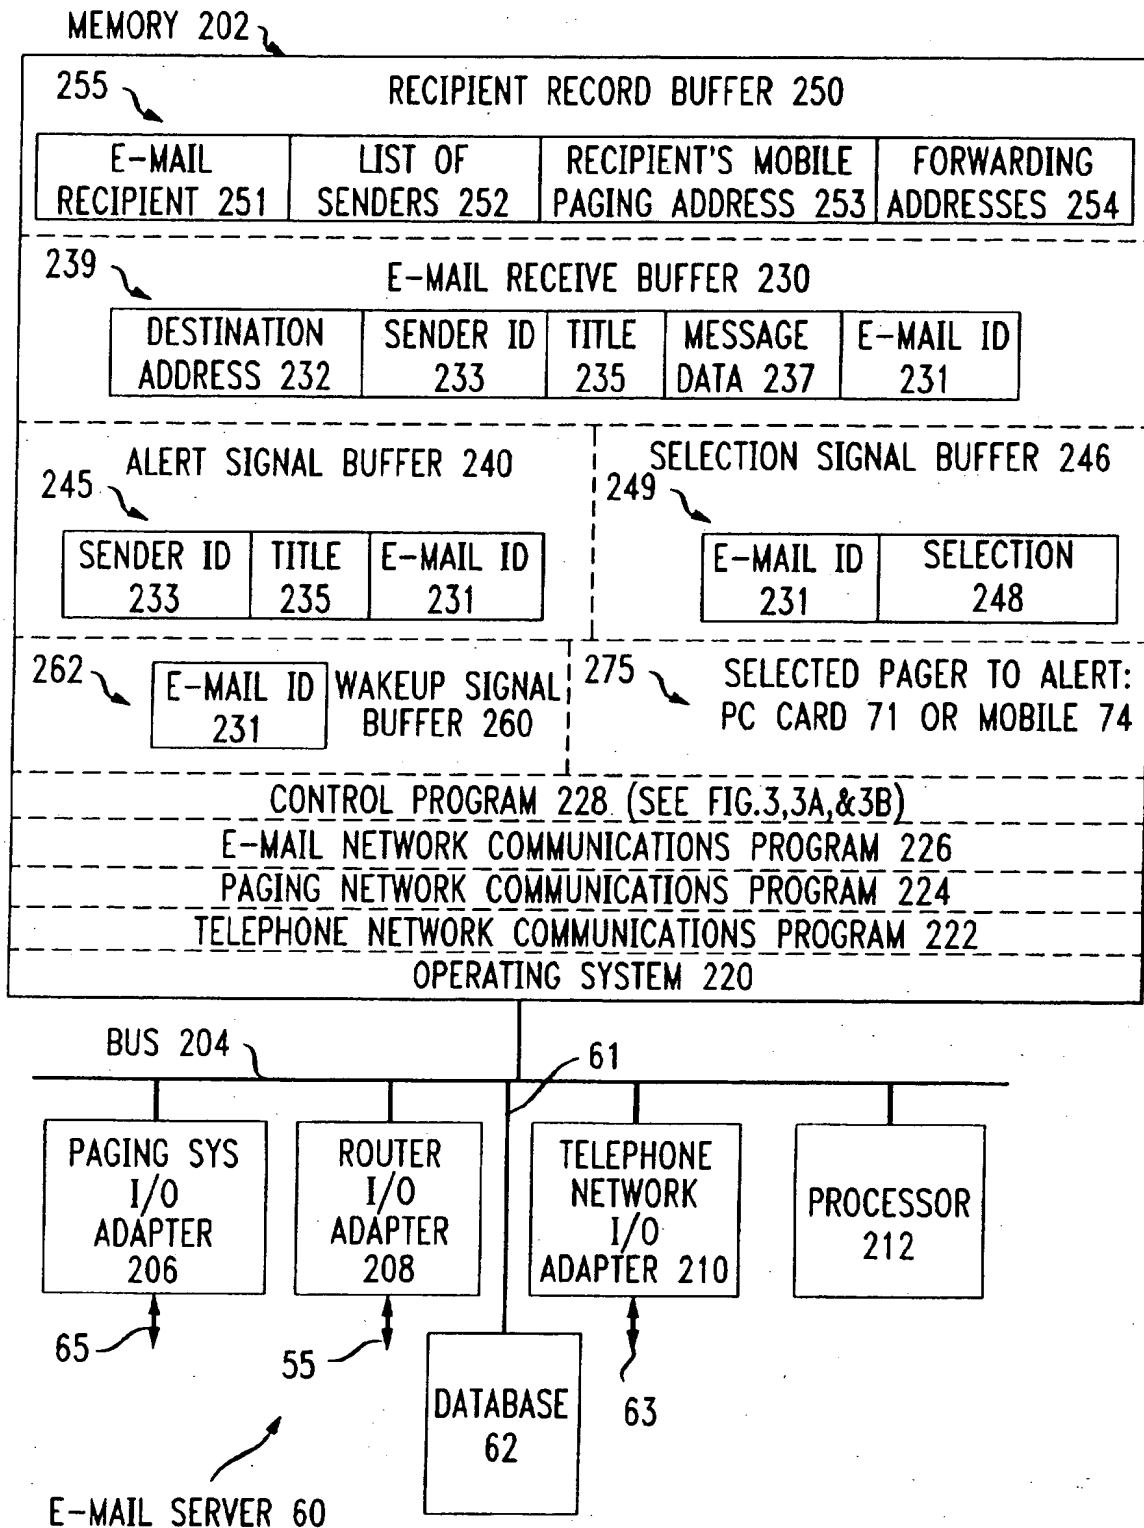 MEMORY 202
255
RECIPIENT RECORD BUFFER 250
E-MAIL
RECIPIENT 251
LIST OF
SENDERS 252
RECIPIENT'S MOBILE
PAGING ADDRESS 253
FORWARDING
ADDRESSES 254
239
E-MAIL RECEIVE BUFFER 230
DESTINATION
ADDRESS 232
SENDER ID
233
TITLE
235
MESSAGE
DATA 237
E-MAIL ID
231
ALERT SIGNAL BUFFER 240
245
SENDER ID
233
TITLE
235
E-MAIL ID
231
SELECTION SIGNAL BUFFER 246
249
E-MAIL ID
231
SELECTION
248
262
E-MAIL ID
231
WAKEUP SIGNAL
BUFFER 260
275
SELECTED PAGER TO ALERT:
PC CARD 71 OR MOBILE 74
CONTROL PROGRAM 228 (SEE FIG.3,3A,&3B)
E-MAIL NETWORK COMMUNICATIONS PROGRAM 226
PAGING NETWORK COMMUNICATIONS PROGRAM 224
TELEPHONE NETWORK COMMUNICATIONS PROGRAM 222
OPERATING SYSTEM 220
BUS 204
61
PAGING SYS
I/O
ADAPTER
206
ROUTER
I/O
ADAPTER
208
TELEPHONE
NETWORK
I/O
ADAPTER 210
PROCESSOR
212
65
55
63
DATABASE
62
E-MAIL SERVER 60